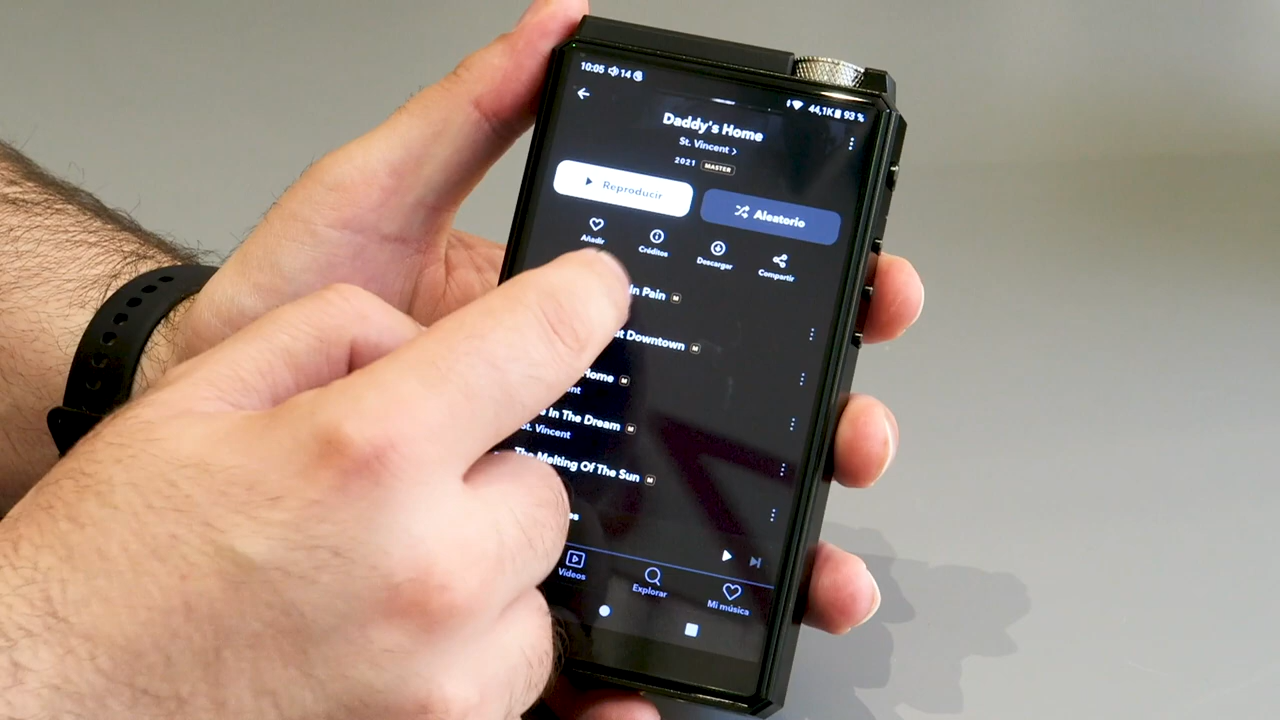 10:05 14
44,1K 93 %
Daddy's Home
St. Vincent >
2021 MASTER
Reproducir
Aleatorio
Añadir
Créditos
Descargar
Compartir
In Pain M
Downtown M
Home M
In The Dream M
St. Vincent
The Melting Of The Sun M
Videos
Explorar
Mi música